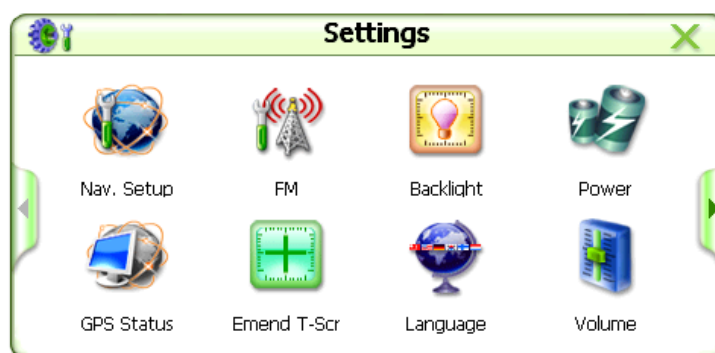 Settings
Nav. Setup
FM
Backlight
Power
GPS Status
Emend T-Scr
Language
Volume